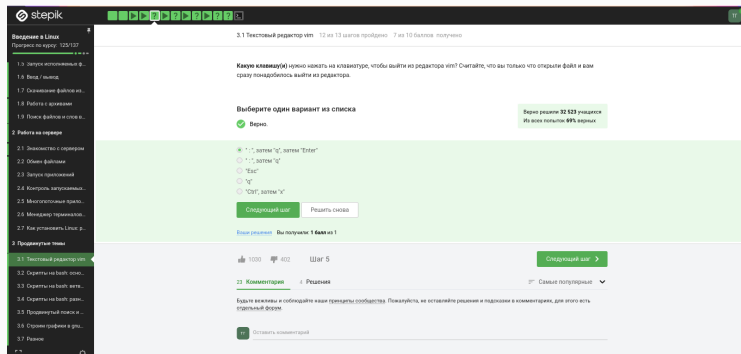 stepik
Введение в Linux
Прогресс по курсу: 125/137
1.5 Запуск исполняемых ф...
1.6 Ввод / вывод
1.7 Скачивание файлов из...
1.8 Работа с архивами
1.9 Поиск файлов и слов в...
2 Работа на сервере
2.1 Знакомство с сервером
2.2 Обмен файлами
2.3 Запуск приложений
2.4 Контроль запускаемых...
2.5 Многопоточные прило...
2.6 Менеджер терминалов...
2.7 Как установить Linux: р...
3 Продвинутые темы
3.1 Текстовый редактор vim
3.2 Скрипты на bash: осно...
3.3 Скрипты на bash: ветв...
3.4 Скрипты на bash: разн...
3.5 Продвинутый поиск и ...
3.6 Строим графики в gnu...
3.7 Разное
3.1 Текстовый редактор vim 12 из 13 шагов пройдено 7 из 10 баллов получено
Какую клавишу(и) нужно нажать на клавиатуре, чтобы выйти из редактора vim? Считайте, что вы только что открыли файл и вам
сразу понадобилось выйти из редактора.
Выберите один вариант из списка
Верно.
Верно решили 32 523 учащихся
Из всех попыток 69% верных
" : ", затем "q", затем "Enter"
" : ", затем "q"
"Esc"
"q"
"Ctrl", затем "x"
Следующий шаг Решить снова
Ваши решения Вы получили: 1 балл из 1
1030 402 Шаг 5
Следующий шаг
23 Комментария 4 Решения
Самые популярные
Будьте вежливы и соблюдайте наши принципы сообщества. Пожалуйста, не оставляйте решения и подсказки в комментариях, для этого есть
отдельный форум.
Оставить комментарий